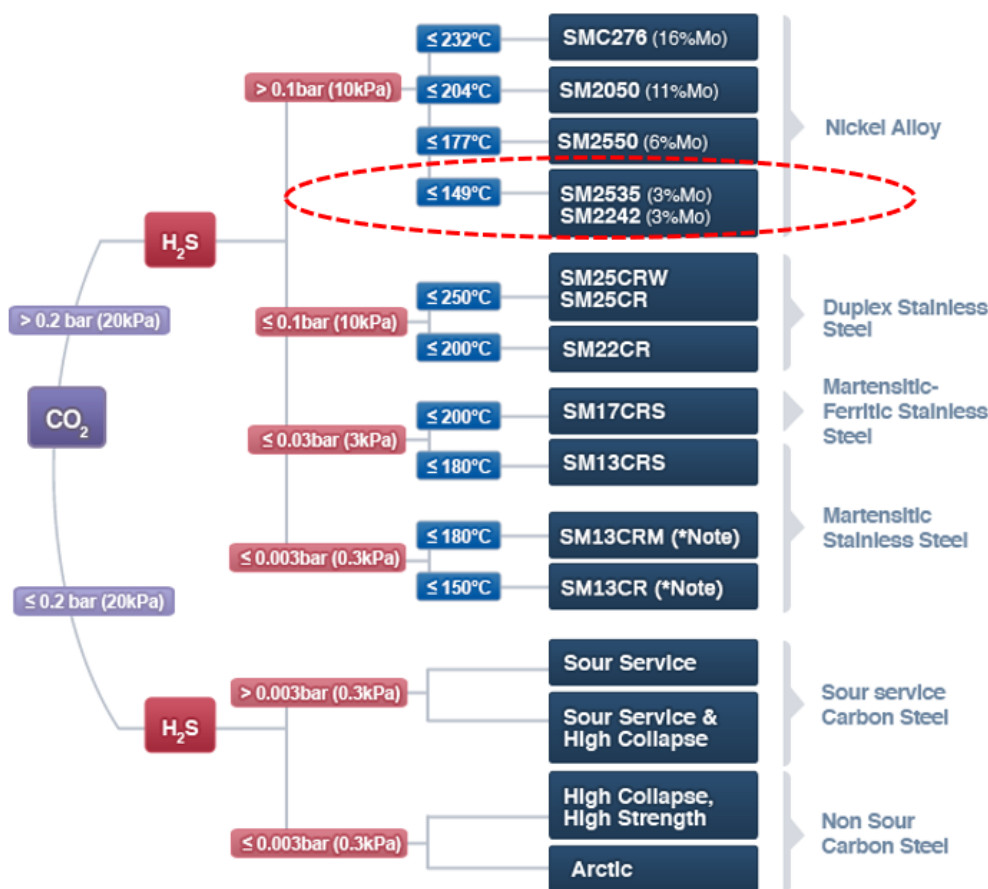 ≤ 232°C
SMC276 (16%Mo)
> 0.1bar (10kPa)
≤ 204°C
SM2050 (11%Mo)
≤ 177°C
SM2550 (6%Mo)
Nickel Alloy
≤ 149°C
SM2535 (3%Mo)
SM2242 (3%Mo)
H₂S
> 0.2 bar (20kPa)
≤ 0.1bar (10kPa)
≤ 250°C
SM25CRW
SM25CR
≤ 200°C
SM22CR
Duplex Stainless
Steel
CO₂
≤ 0.03bar (3kPa)
≤ 200°C
SM17CRS
≤ 180°C
SM13CRS
Martensitic-
Ferritic Stainless
Steel
≤ 0.003bar (0.3kPa)
≤ 180°C
SM13CRM (*Note)
≤ 150°C
SM13CR (*Note)
Martensitic
Stainless Steel
≤ 0.2 bar (20kPa)
H₂S
> 0.003bar (0.3kPa)
Sour Service
Sour Service &
High Collapse
Sour service
Carbon Steel
≤ 0.003bar (0.3kPa)
High Collapse,
High Strength
Arctic
Non Sour
Carbon Steel